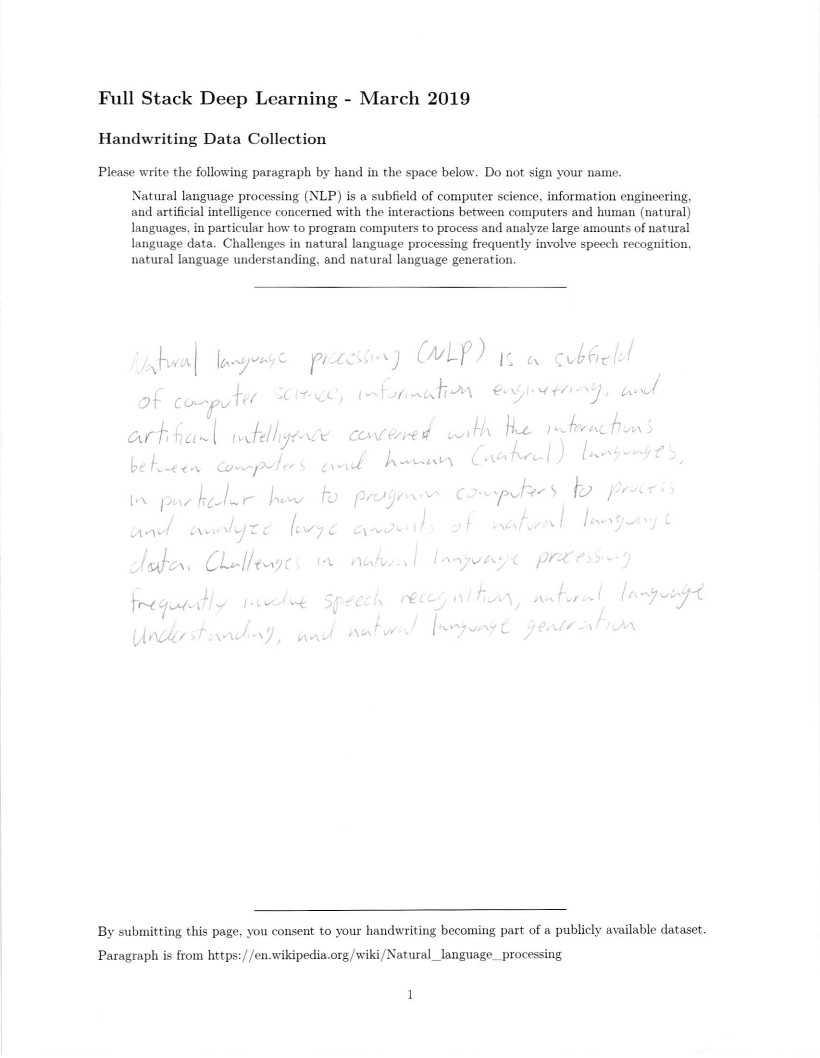 Full Stack Deep Learning - March 2019
Handwriting Data Collection
Please write the following paragraph by hand in the space below. Do not sign your name.
Natural language processing (NLP) is a subfield of computer science, information engineering,
and artificial intelligence concerned with the interactions between computers and human (natural)
languages, in particular how to program computers to process and analyze large amounts of natural
language data. Challenges in natural language processing frequently involve speech recognition,
natural language understanding, and natural language generation.
Natural language processing (NLP) is a subfield
of computer science, information engineering, and
artificial intelligence concerned with the interactions
between computers and human (natural) languages,
in particular how to program computers to process
and analyze large amounts of natural language
data. Challenges in natural language processing
frequently involve speech recognition, natural language
Understanding, and natural language generation
By submitting this page, you consent to your handwriting becoming part of a publicly available dataset.
Paragraph is from https://en.wikipedia.org/wiki/Natural_language_processing
1